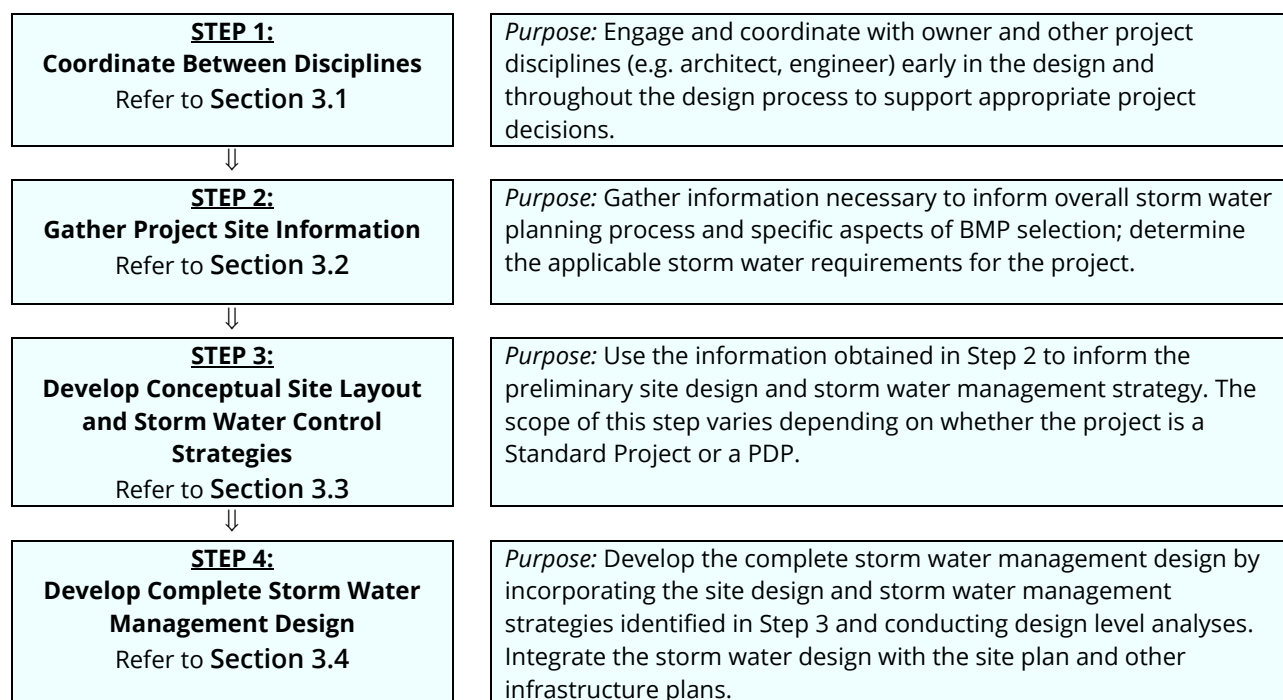 STEP 1:
Coordinate Between Disciplines
Refer to Section 3.1
Purpose: Engage and coordinate with owner and other project
disciplines (e.g. architect, engineer) early in the design and
throughout the design process to support appropriate project
decisions.
⇓
STEP 2:
Gather Project Site Information
Refer to Section 3.2
Purpose: Gather information necessary to inform overall storm water
planning process and specific aspects of BMP selection; determine
the applicable storm water requirements for the project.
⇓
STEP 3:
Develop Conceptual Site Layout
and Storm Water Control
Strategies
Refer to Section 3.3
Purpose: Use the information obtained in Step 2 to inform the
preliminary site design and storm water management strategy. The
scope of this step varies depending on whether the project is a
Standard Project or a PDP.
⇓
STEP 4:
Develop Complete Storm Water
Management Design
Refer to Section 3.4
Purpose: Develop the complete storm water management design by
incorporating the site design and storm water management
strategies identified in Step 3 and conducting design level analyses.
Integrate the storm water design with the site plan and other
infrastructure plans.